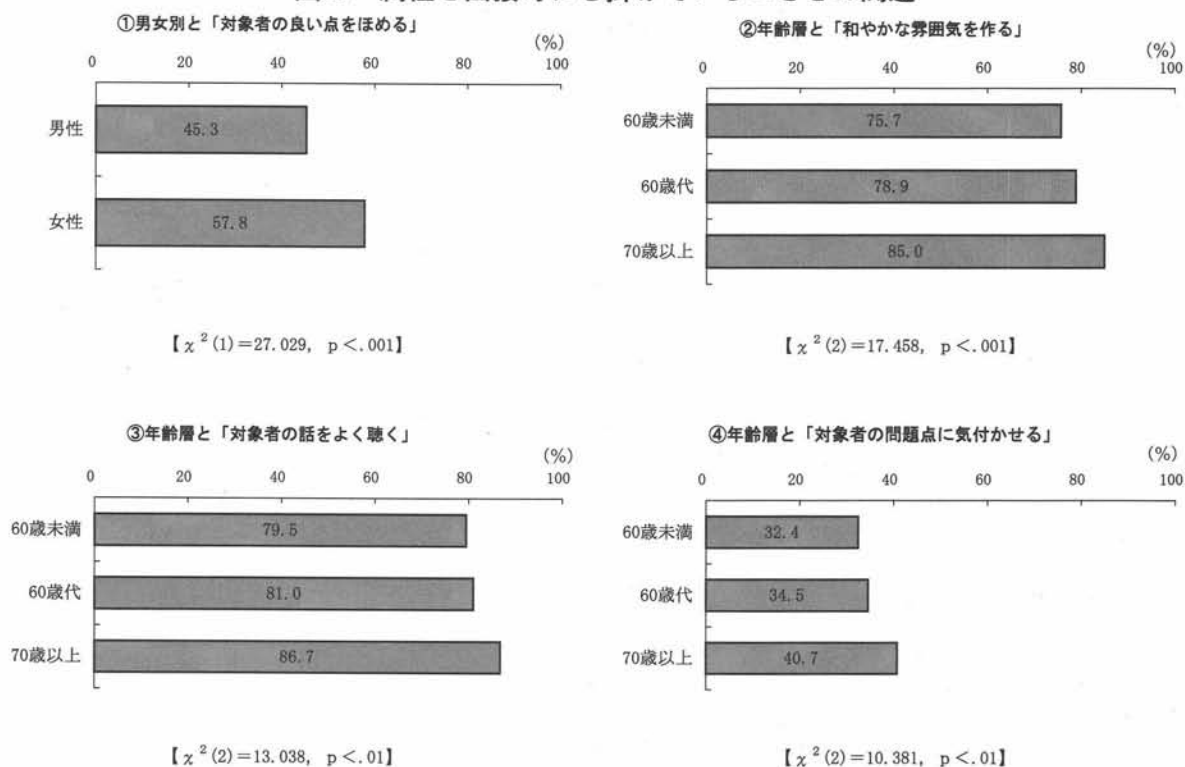 ①男女別と「対象者の良い点をほめる」
(%)
0 20 40 60 80 100
男性 45.3
女性 57.8
【χ²(1)=27.029, p<.001】
②年齢層と「和やかな雰囲気を作る」
(%)
0 20 40 60 80 100
60歳未満 75.7
60歳代 78.9
70歳以上 85.0
【χ²(2)=17.458, p<.001】
③年齢層と「対象者の話をよく聴く」
(%)
0 20 40 60 80 100
60歳未満 79.5
60歳代 81.0
70歳以上 86.7
【χ²(2)=13.038, p<.01】
④年齢層と「対象者の問題点に気付かせる」
(%)
0 20 40 60 80 100
60歳未満 32.4
60歳代 34.5
70歳以上 40.7
【χ²(2)=10.381, p<.01】